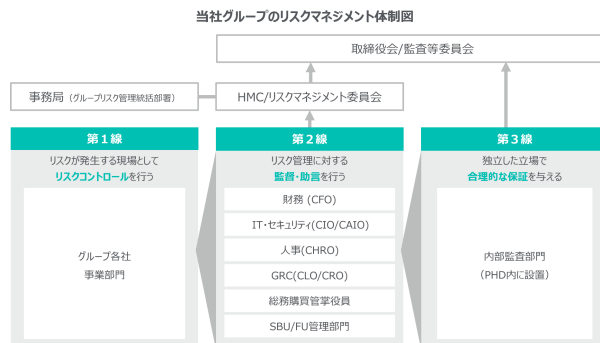 当社グループのリスクマネジメント体制図
取締役会/監査等委員会
事務局（グループリスク管理統括部署）
HMC/リスクマネジメント委員会
第１線
リスクが発生する現場として
リスクコントロールを行う
グループ各社
事業部門
第２線
リスク管理に対する
監督・助言を行う
財務 (CFO)
IT・セキュリティ(CIO/CAIO)
人事(CHRO)
GRC(CLO/CRO)
総務購買管掌役員
SBU/FU管理部門
第３線
独立した立場で
合理的な保証を与える
内部監査部門
（PHD内に設置）